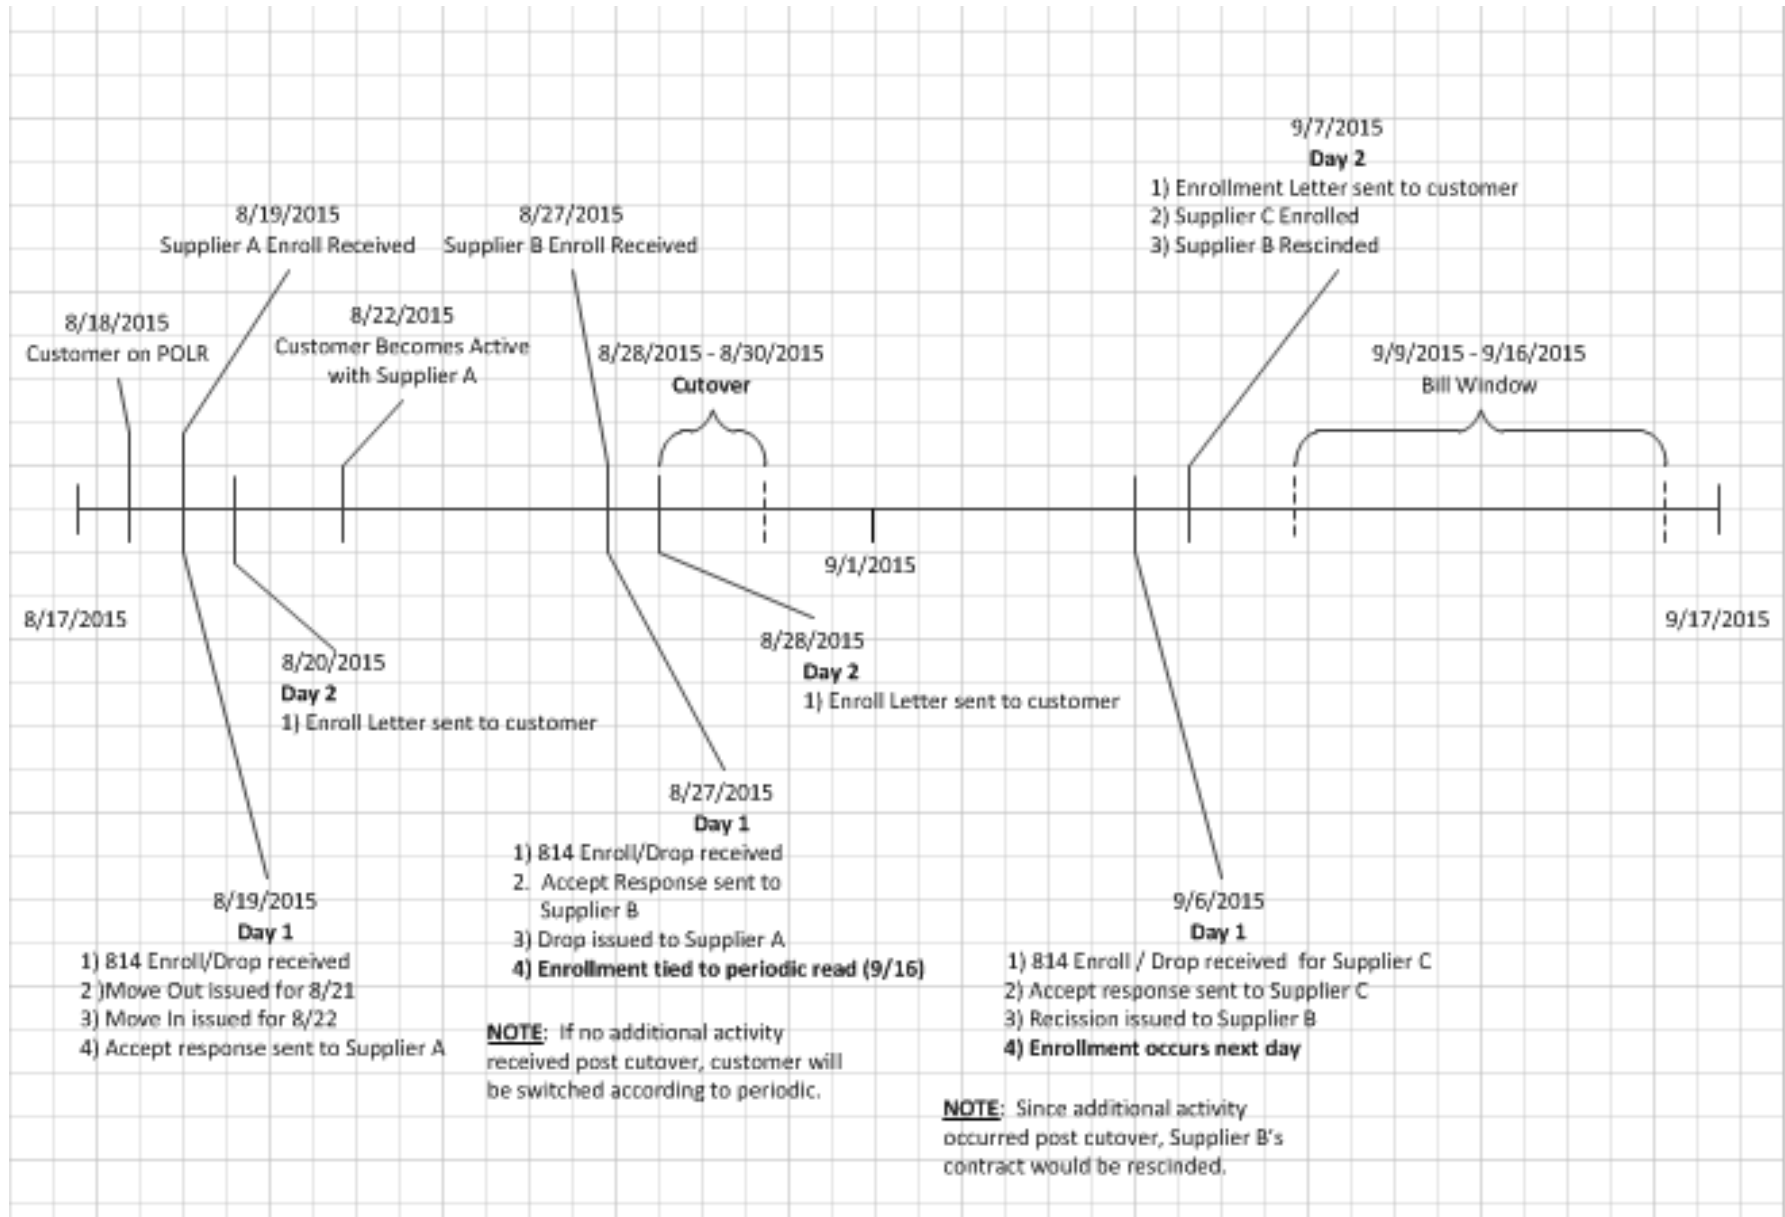 9/7/2015
Day 2
1) Enrollment Letter sent to customer
2) Supplier C Enrolled
3) Supplier B Rescinded
8/19/2015
Supplier A Enroll Received
8/27/2015
Supplier B Enroll Received
8/18/2015
Customer on POLR
8/22/2015
Customer Becomes Active
with Supplier A
8/28/2015 - 8/30/2015
Cutover
9/9/2015 - 9/16/2015
Bill Window
9/1/2015
8/17/2015
9/17/2015
8/20/2015
Day 2
1) Enroll Letter sent to customer
8/28/2015
Day 2
1) Enroll Letter sent to customer
8/27/2015
Day 1
1) 814 Enroll/Drop received
2. Accept Response sent to
Supplier B
3) Drop issued to Supplier A
4) Enrollment tied to periodic read (9/16)
NOTE: If no additional activity
received post cutover, customer will
be switched according to periodic.
8/19/2015
Day 1
1) 814 Enroll/Drop received
2 )Move Out issued for 8/21
3) Move In issued for 8/22
4) Accept response sent to Supplier A
9/6/2015
Day 1
1) 814 Enroll / Drop received for Supplier C
2) Accept response sent to Supplier C
3) Recission issued to Supplier B
4) Enrollment occurs next day
NOTE: Since additional activity
occurred post cutover, Supplier B's
contract would be rescinded.